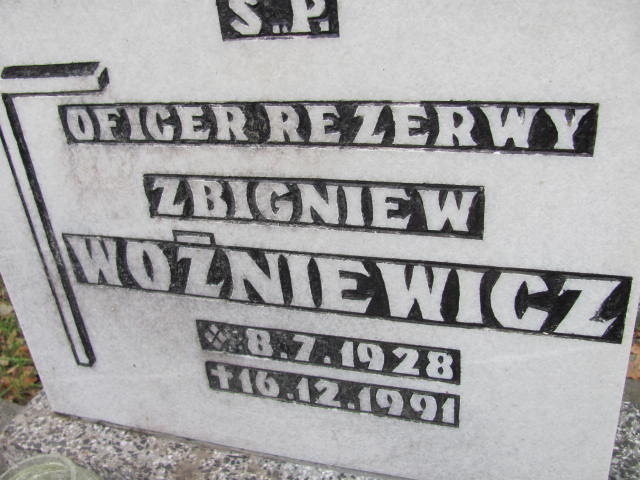 Ś.P.
OFICER REZERWY
ZBIGNIEW
WOŹNIEWICZ
8.7.1928
†16.12.1991